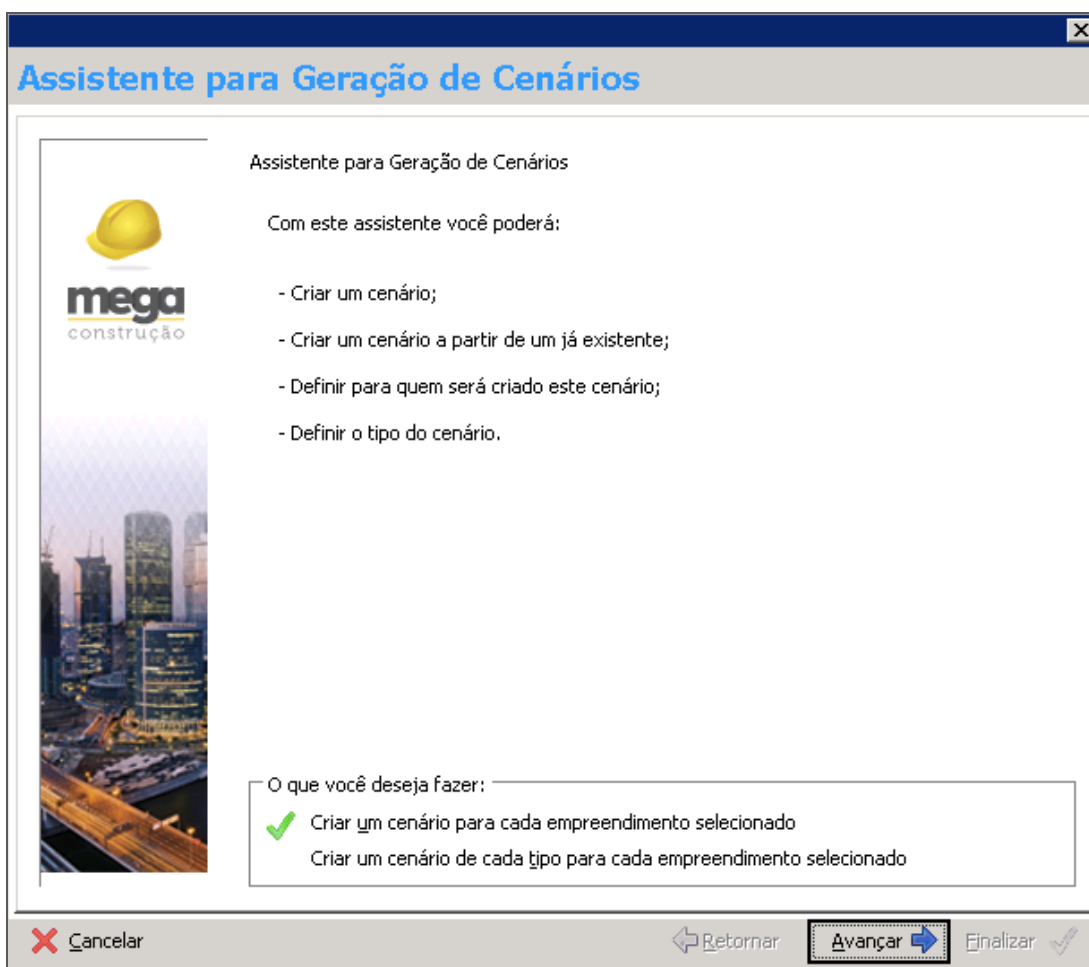 Assistente para Geração de Cenários
Assistente para Geração de Cenários
Com este assistente você poderá:
- Criar um cenário;
- Criar um cenário a partir de um já existente;
- Definir para quem será criado este cenário;
- Definir o tipo do cenário.
mega
construção
O que você deseja fazer:
Criar um cenário para cada empreendimento selecionado
Criar um cenário de cada tipo para cada empreendimento selecionado
Cancelar
Retornar
Avançar
Finalizar